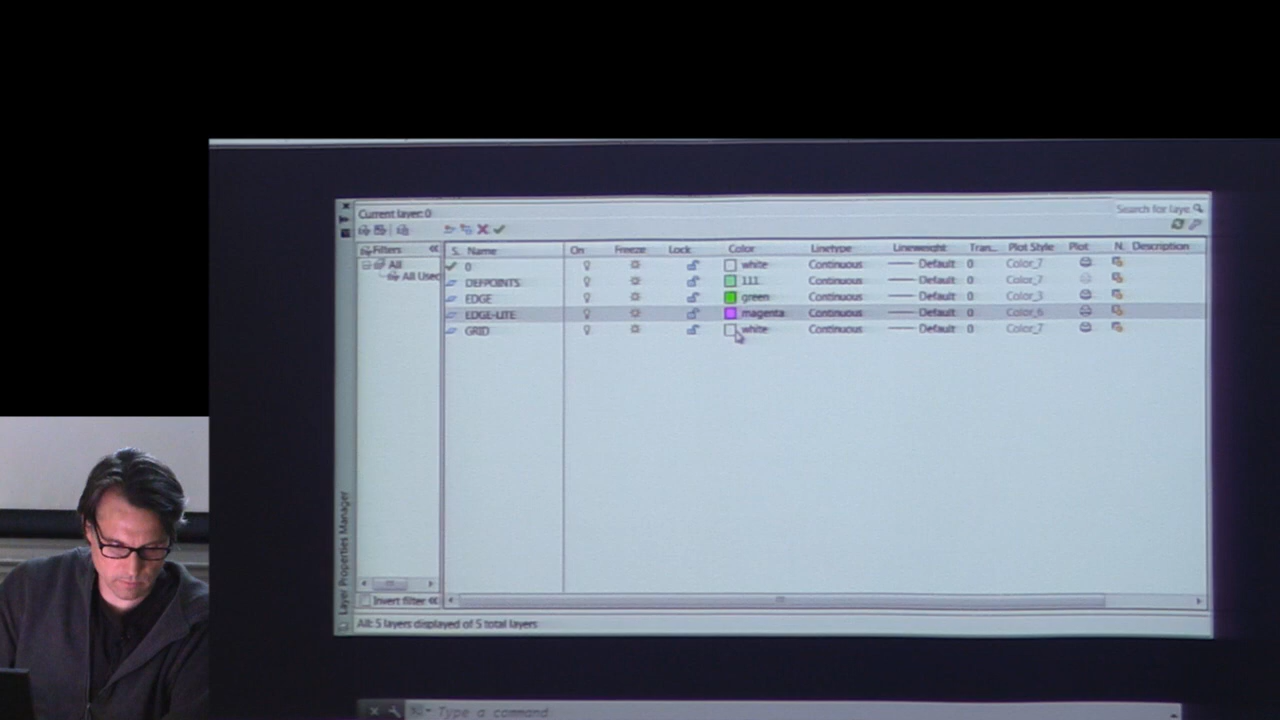 Current layer: 0
Search for laye
Filters
S. Name On Freeze Lock Color Linetype Lineweight Tran... Plot Style Plot N. Description
All
All Used
0 white Continuous Default 0 Color_7
DEFPOINTS 111 Continuous Default 0 Color_7
EDGE green Continuous Default 0 Color_3
EDGE-LITE magenta Continuous Default 0 Color_6
GRID white Continuous Default 0 Color_7
Layer Properties Manager
Invert filter
All: 5 layers displayed of 5 total layers
Type a command